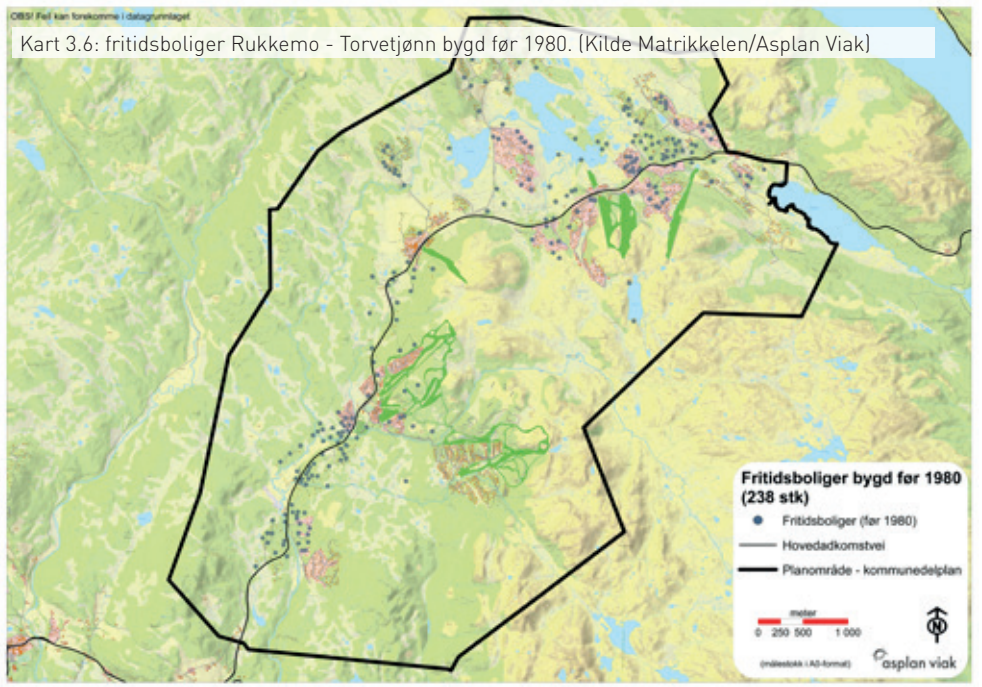 OBS! Feil kan forekomme i datagrunnlaget
Kart 3.6: fritidsboliger Rukkemo - Torvetjønn bygd før 1980. (Kilde Matrikkelen/Asplan Viak)
Fritidsboliger bygd før 1980
(238 stk)
Fritidsboliger (før 1980)
Hovedadkomstvei
Planområde - kommunedelplan
meter
0 250 500 1 000
N
(målestokk i A0-format)
asplan viak